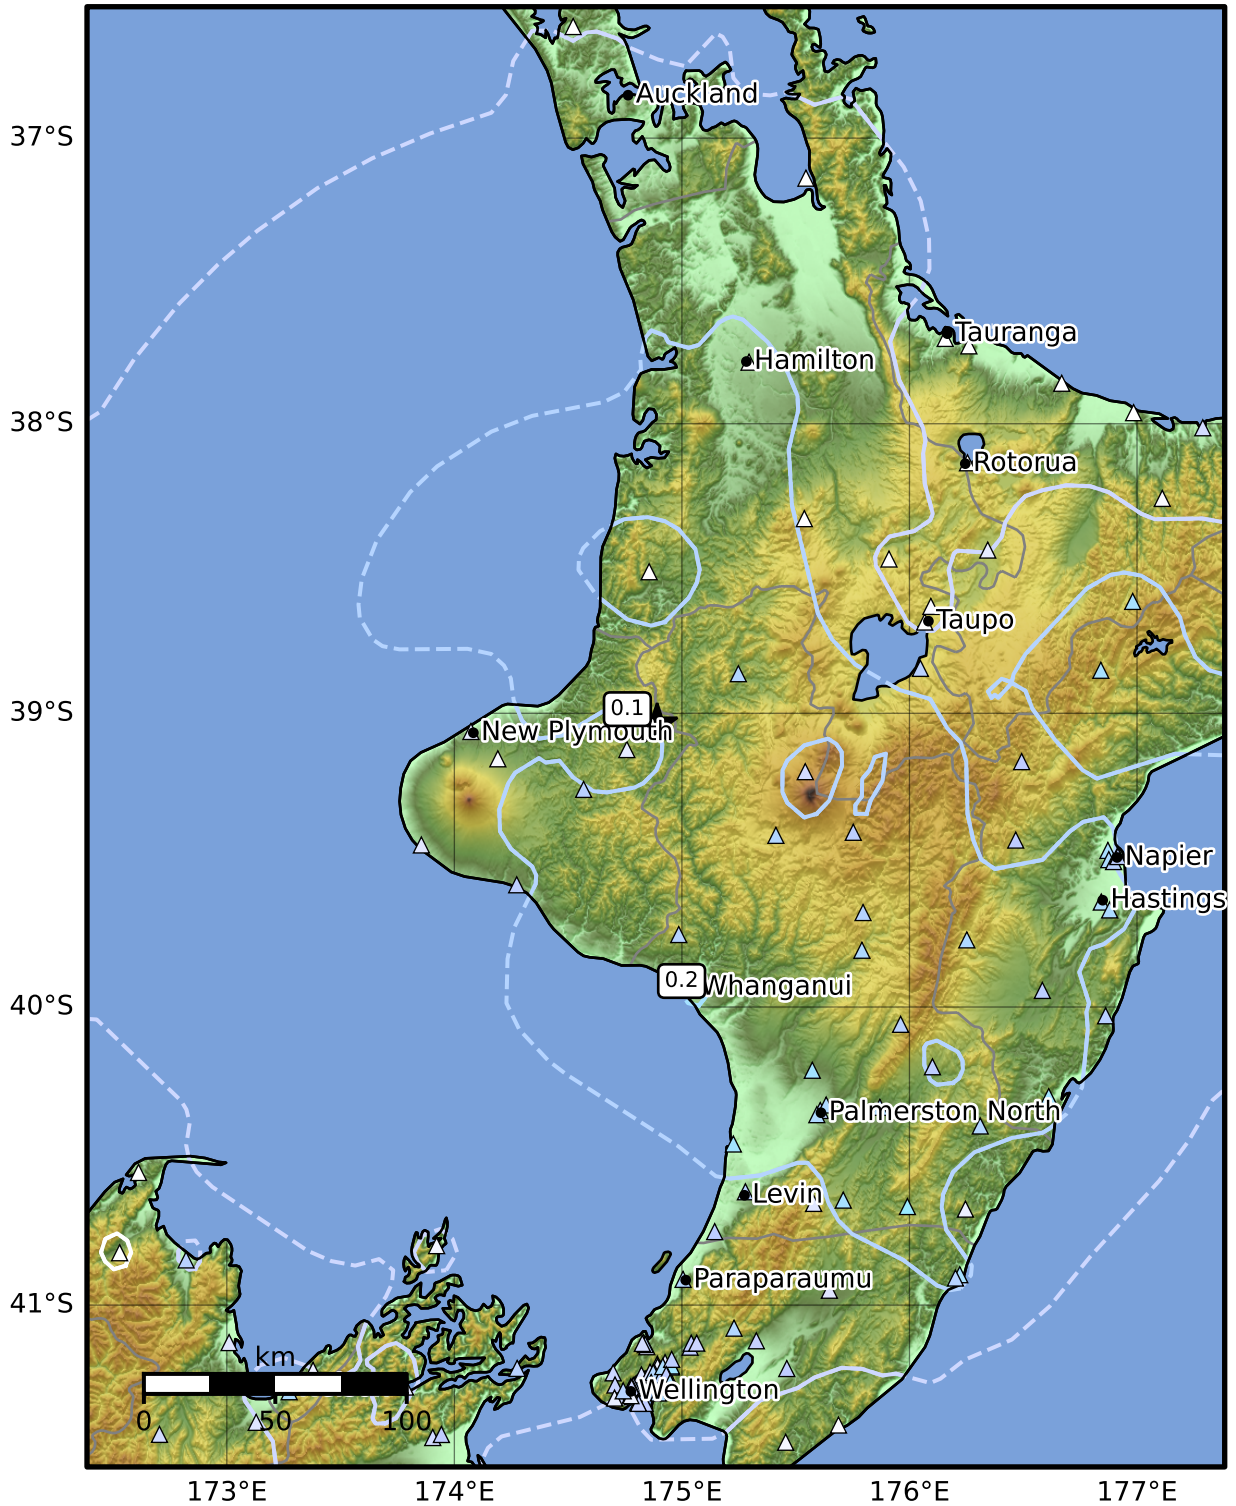 Auckland
37°S
Tauranga
Hamilton
38°S
Rotorua
Taupo
0.1
39°S
New Plymouth
Napier
Hastings
0.2
Whanganui
40°S
Palmerston North
Levin
Paraparaumu
41°S
km
Wellington
0 50 100
173°E 174°E 175°E 176°E 177°E